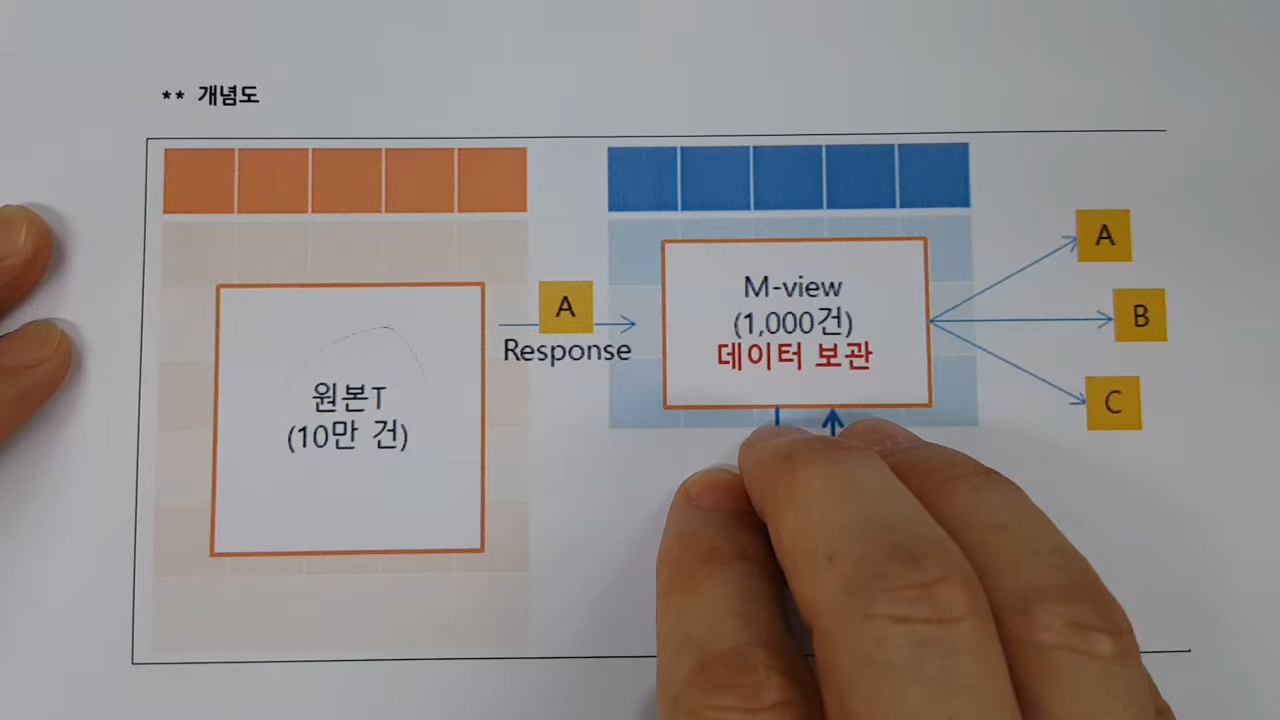 ** 개념도
원본T
(10만 건)
A
Response
M-view
(1,000건)
데이터 보관
A
B
C